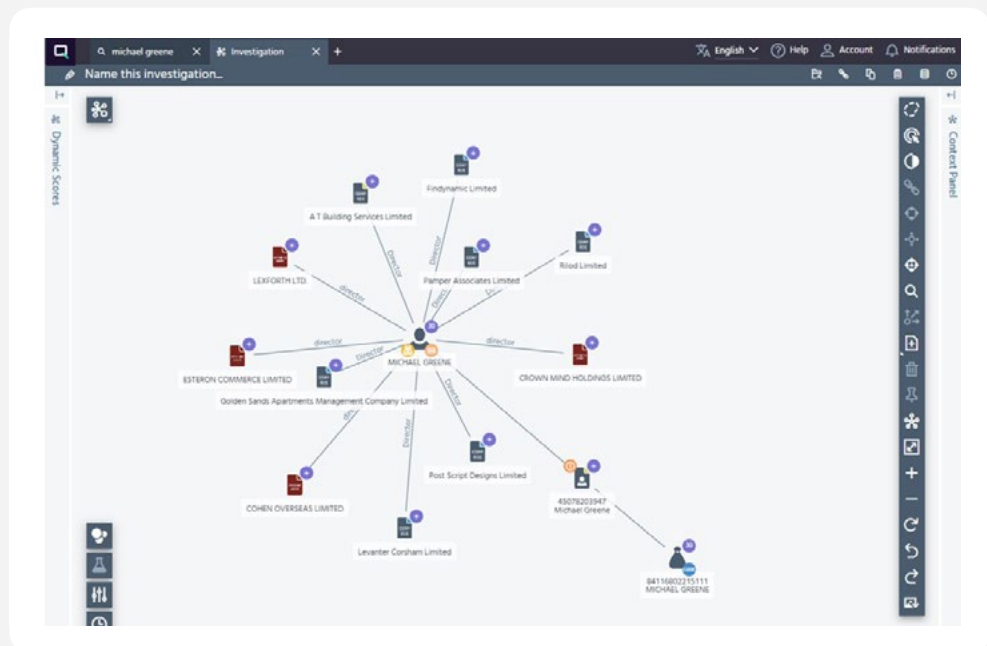 michael greene
Investigation
English
Help
Account
Notifications
Name this investigation...
Dynamic Scores
Context Panel
Findynamic Limited
A T Building Services Limited
Director
Director
Rilod Limited
Pamper Associates Limited
LEXFORTH LTD.
director
30
MICHAEL GREENE
director
director
Director
ESTERON COMMERCE LIMITED
CROWN MIND HOLDINGS LIMITED
Golden Sands Apartments Management Company Limited
Director
Director
Post Script Designs Limited
45078203947
Michael Greene
COHEN OVERSEAS LIMITED
Levanter Corsham Limited
30
84116802215111
MICHAEL GREENE